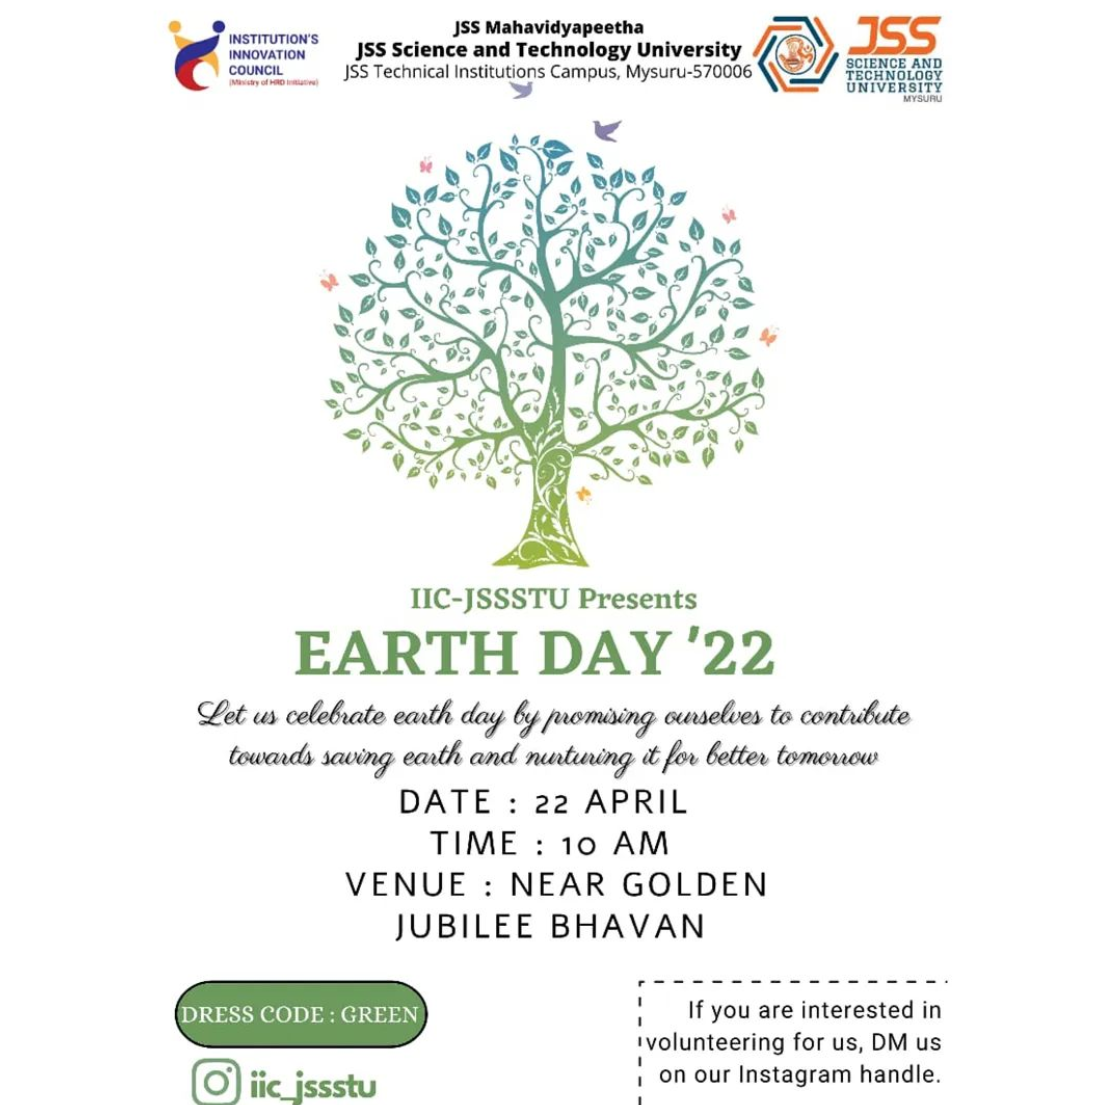 INSTITUTION'S
INNOVATION
COUNCIL
(Ministry of HRD Initiative)
JSS Mahavidyapeetha
JSS Science and Technology University
JSS Technical Institutions Campus, Mysuru-570006
JSS
SCIENCE AND
TECHNOLOGY
UNIVERSITY
MYSURU
IIC-JSSSTU Presents
EARTH DAY '22
Let us celebrate earth day by promising ourselves to contribute
towards saving earth and nurturing it for better tomorrow
DATE : 22 APRIL
TIME : 10 AM
VENUE : NEAR GOLDEN
JUBILEE BHAVAN
DRESS CODE : GREEN
iic_jssstu
If you are interested in
volunteering for us, DM us
on our Instagram handle.